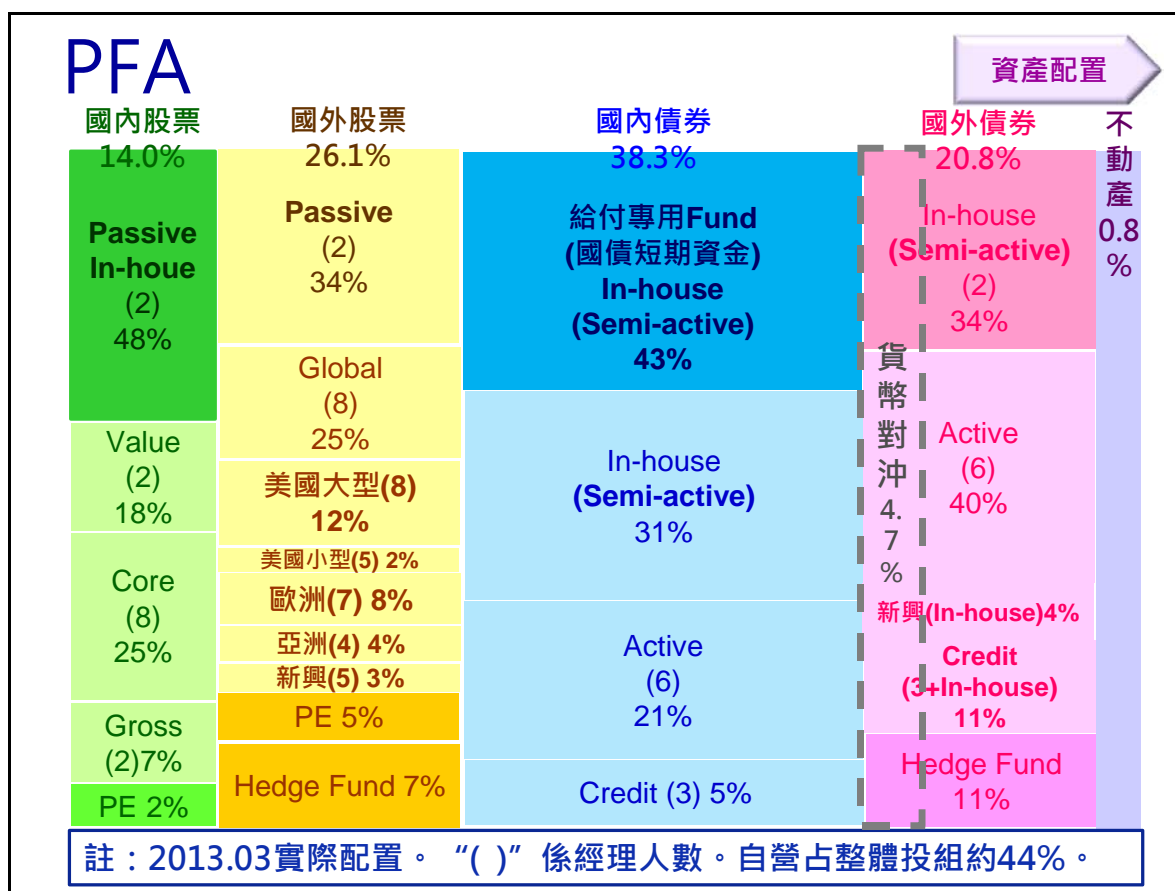 PFA
資產配置
國內股票
14.0%
Passive
In-houe
(2)
48%
Value
(2)
18%
Core
(8)
25%
Gross
(2)7%
PE 2%
國外股票
26.1%
Passive
(2)
34%
Global
(8)
25%
美國大型(8)
12%
美國小型(5) 2%
歐洲(7) 8%
亞洲(4) 4%
新興(5) 3%
PE 5%
Hedge Fund 7%
國內債券
38.3%
給付專用Fund
(國債短期資金)
In-house
(Semi-active)
43%
In-house
(Semi-active)
31%
Active
(6)
21%
Credit (3) 5%
貨
幣
對
沖
4.
7
%
國外債券
20.8%
In-house
(Semi-active)
(2)
34%
Active
(6)
40%
新興(In-house)4%
Credit
(3+In-house)
11%
Hedge Fund
11%
不
動
產
0.8
%
註：2013.03實際配置。 “( )”係經理人數。自營占整體投組約44%。